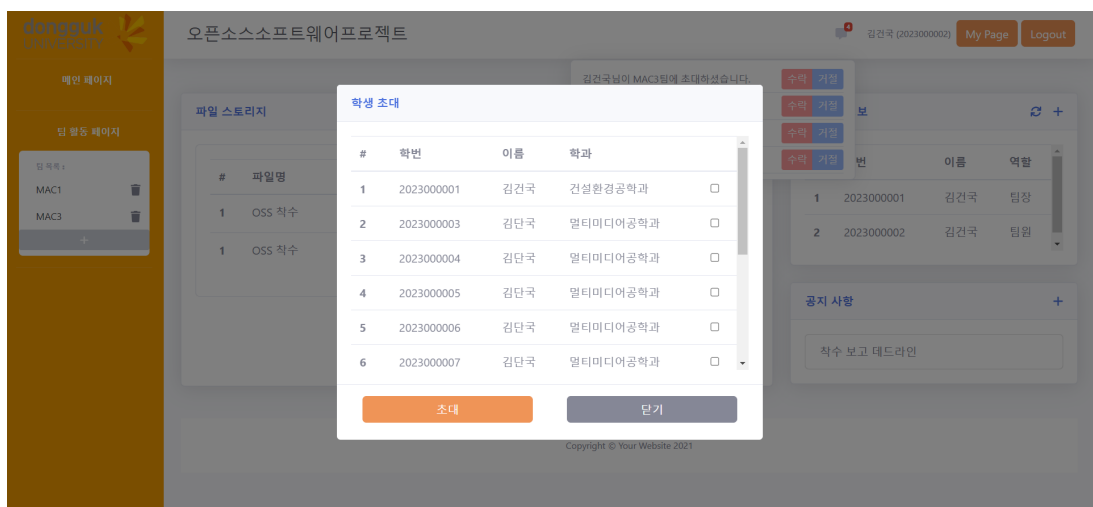 dongguk
UNIVERSITY
오픈소스소프트웨어프로젝트
4
김건국 (2023000002)
My Page
Logout
메인 페이지
팀 활동 페이지
팀 목록 :
MAC1
MAC3
+
김건국님이 MAC3팀에 초대하셨습니다.
수락 거절
수락 거절
수락 거절
수락 거절
파일 스토리지
# 파일명
1 OSS 착수
1 OSS 착수
학생 초대
# 학번 이름 학과
1 2023000001 김건국 건설환경공학과
2 2023000003 김단국 멀티미디어공학과
3 2023000004 김단국 멀티미디어공학과
4 2023000005 김단국 멀티미디어공학과
5 2023000006 김단국 멀티미디어공학과
6 2023000007 김단국 멀티미디어공학과
초대
닫기
보
+
번 이름 역할
1 2023000001 김건국 팀장
2 2023000002 김건국 팀원
공지 사항
+
착수 보고 데드라인
Copyright © Your Website 2021